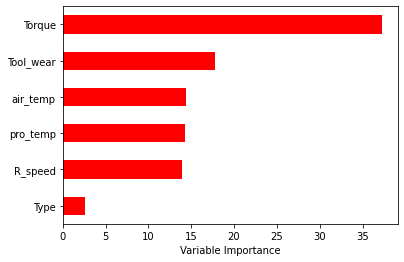 Torque
Tool_wear
air_temp
pro_temp
R_speed
Type
0 5 10 15 20 25 30 35
Variable Importance